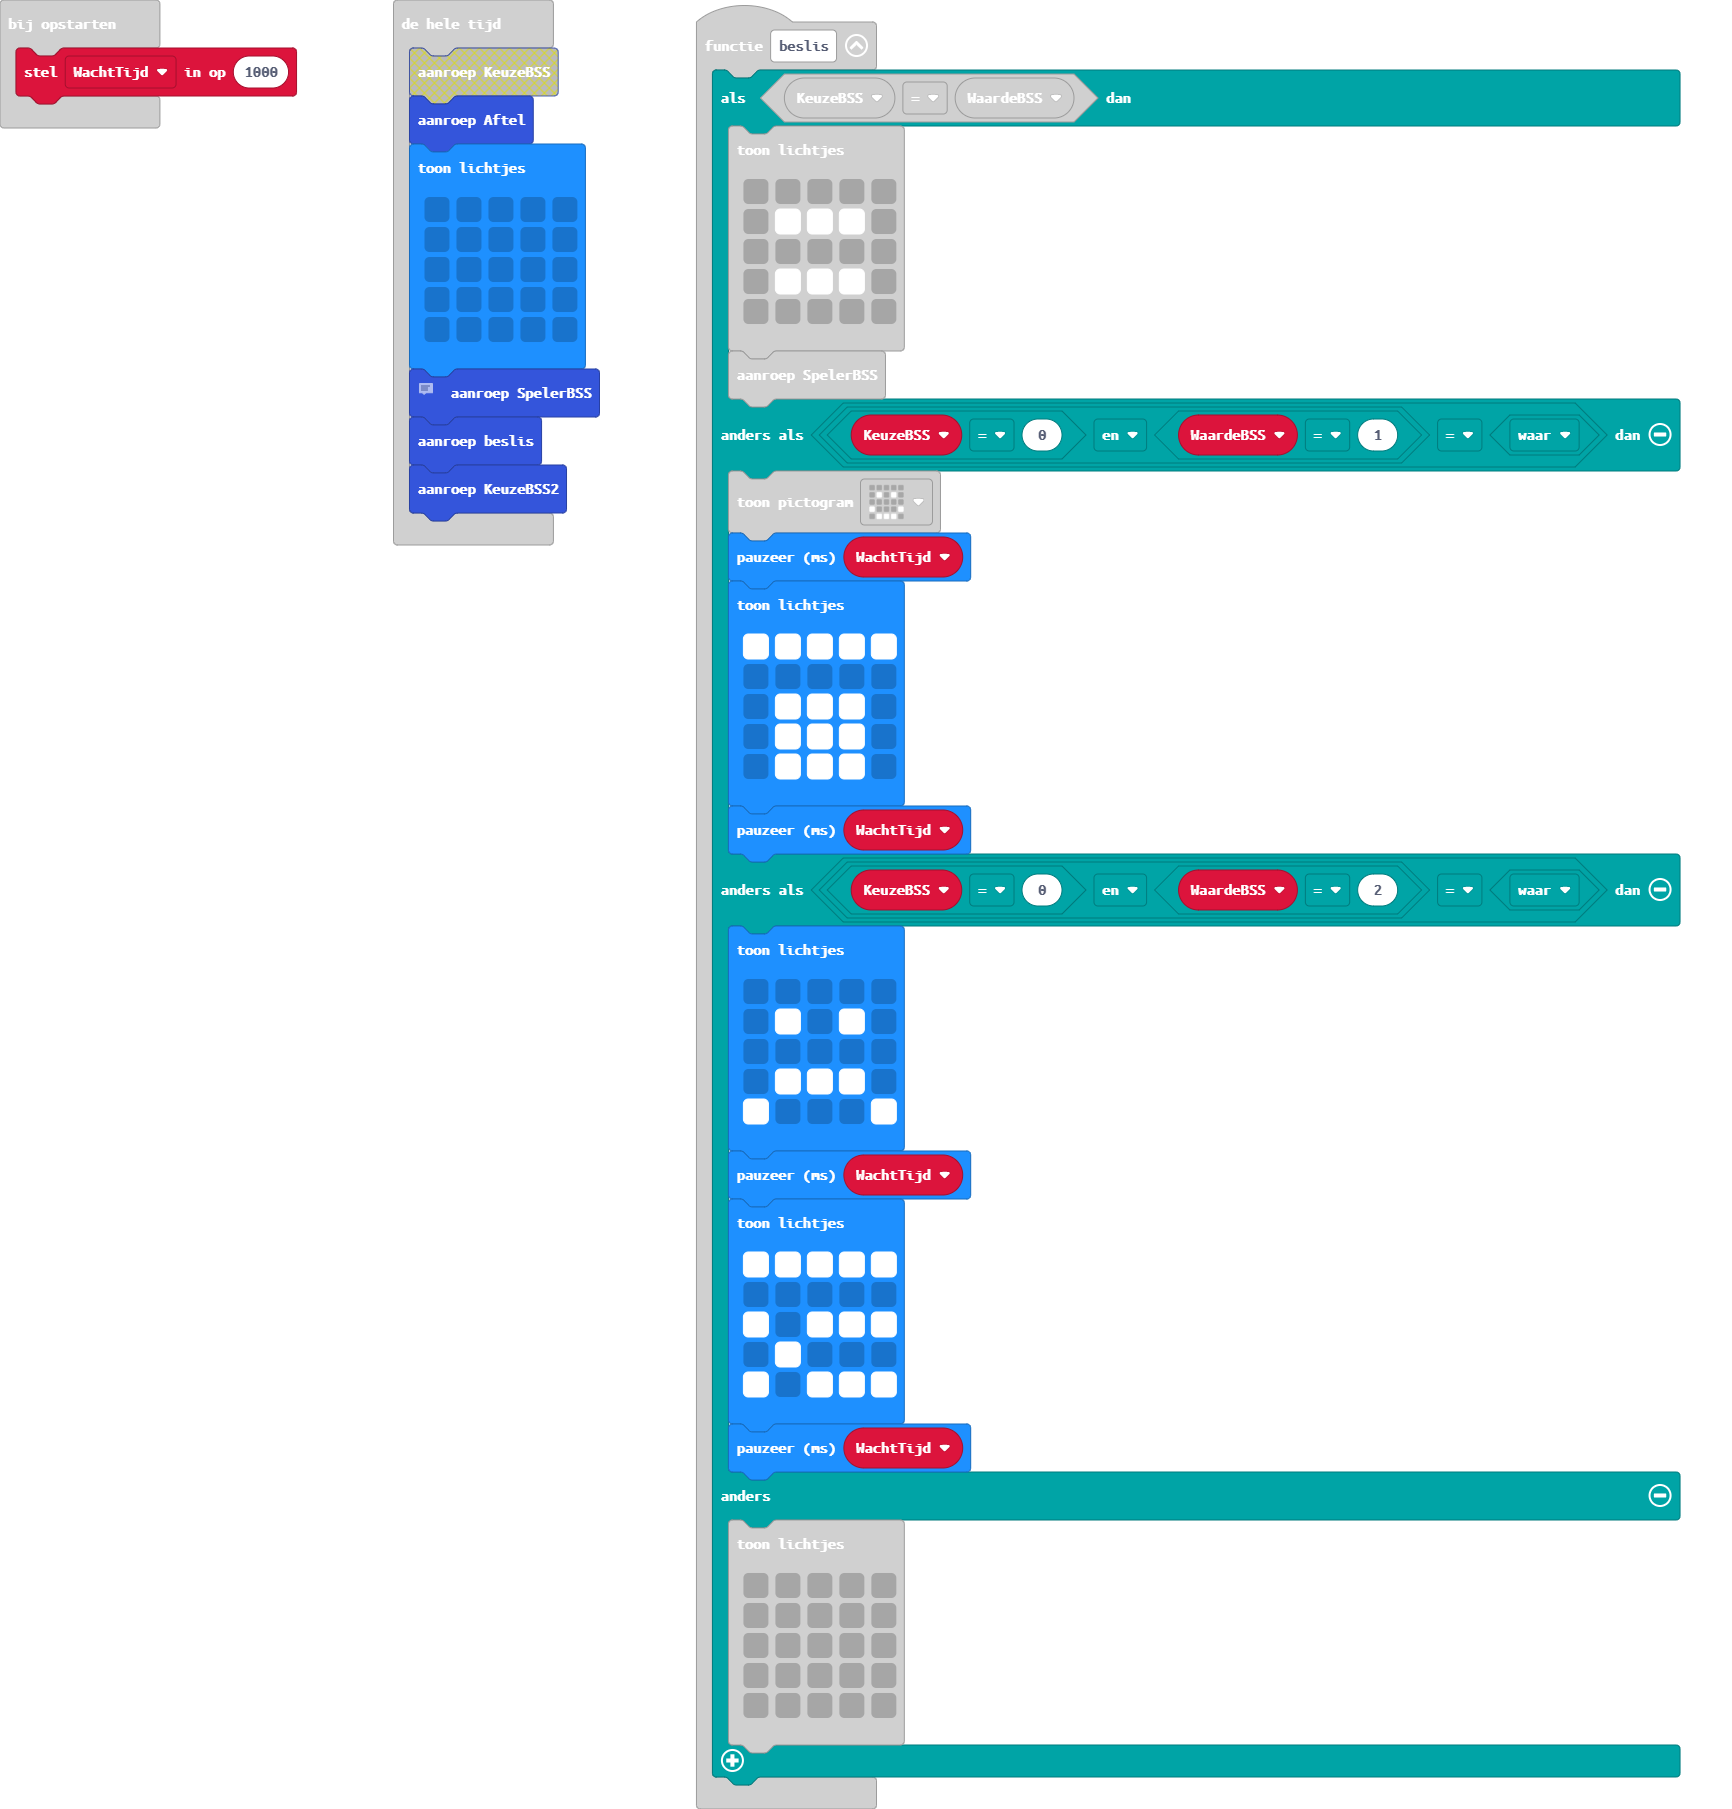 bij opstarten
stel WachtTijd in op 1000
de hele tijd
aanroep KeuzeBSS
aanroep Aftel
toon lichtjes
aanroep SpelerBSS
aanroep beslis
aanroep KeuzeBSS2
functie beslis
als KeuzeBSS = WaardeBSS dan
toon lichtjes
aanroep SpelerBSS
anders als KeuzeBSS = 0 en WaardeBSS = 1 = waar dan
toon pictogram
pauzeer (ms) WachtTijd
toon lichtjes
pauzeer (ms) WachtTijd
anders als KeuzeBSS = 0 en WaardeBSS = 2 = waar dan
toon lichtjes
pauzeer (ms) WachtTijd
toon lichtjes
pauzeer (ms) WachtTijd
anders
toon lichtjes